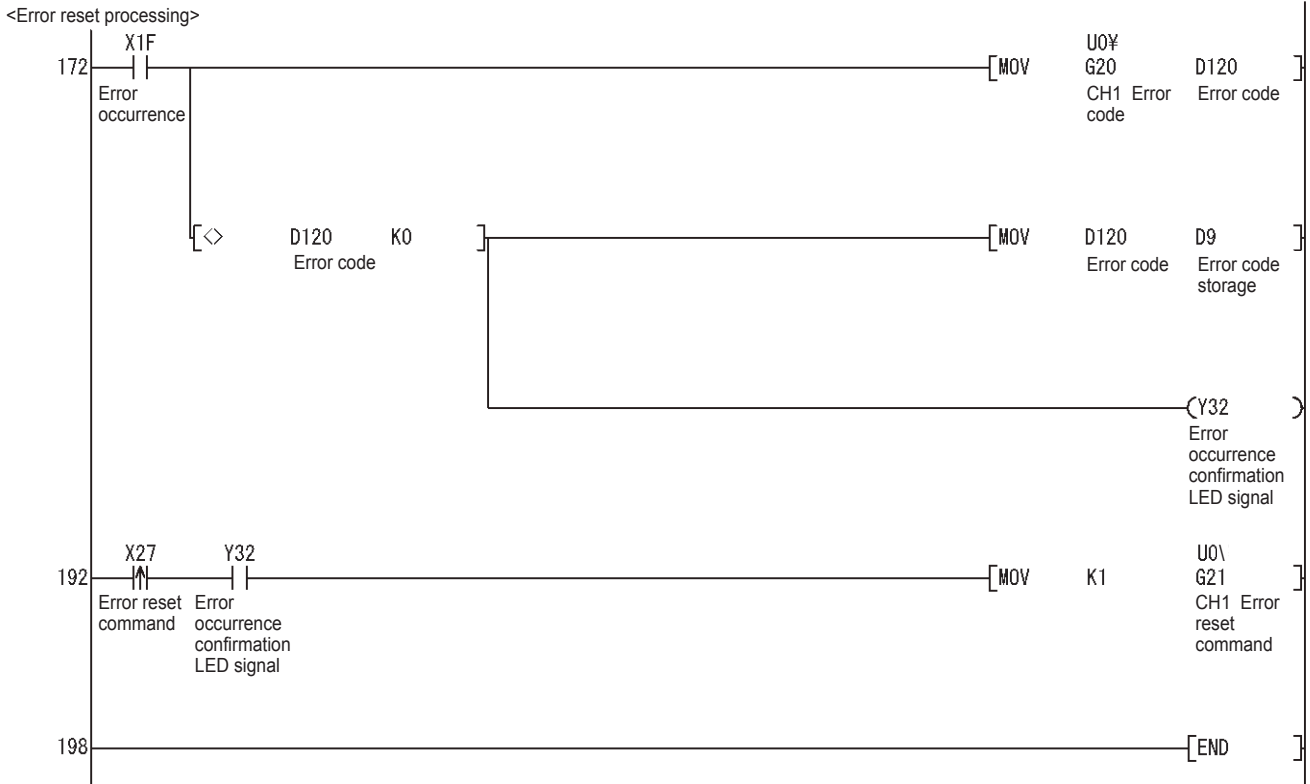 <Error reset processing>
X1F
172
Error
occurrence
[MOV
U0¥
G20
D120
]
CH1 Error
code
Error code
[<>
D120
K0
]
Error code
[MOV
D120
D9
]
Error code
Error code
storage
(Y32
)
Error
occurrence
confirmation
LED signal
X27
Y32
192
Error reset
command
Error
occurrence
confirmation
LED signal
[MOV
K1
U0\
G21
]
CH1 Error
reset
command
198
[END
]